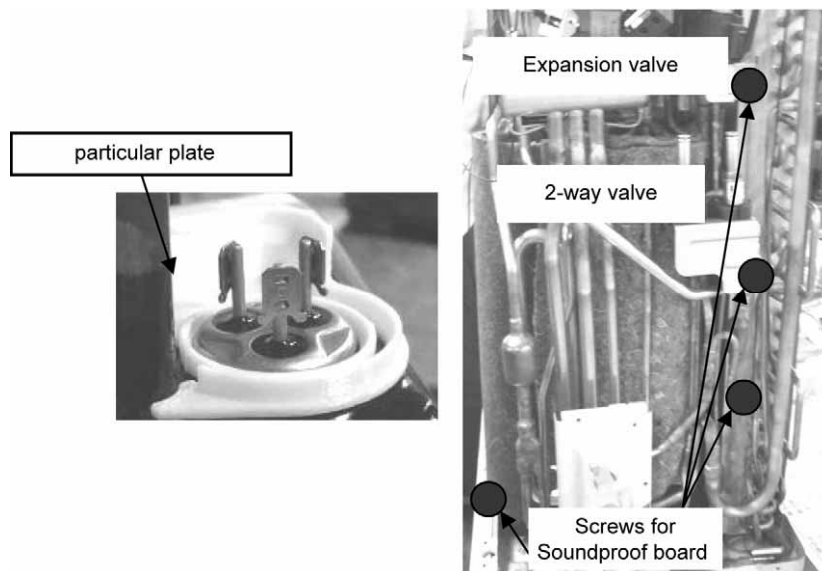 particular plate
Expansion valve
2-way valve
Screws for
Soundproof board